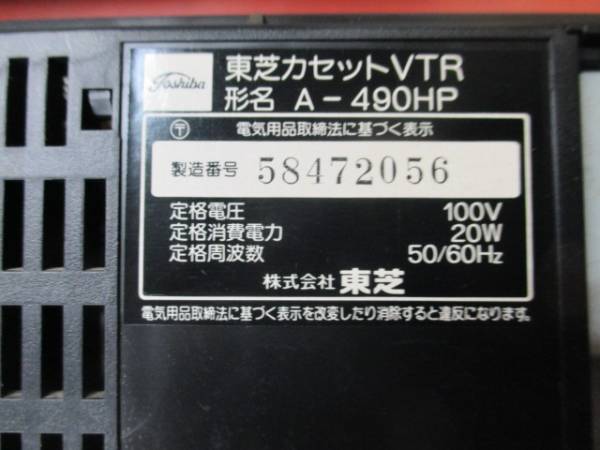 Toshiba
東芝カセットVTR
形名 A-490HP
〒 電気用品取締法に基づく表示
製造番号 58472056
定格電圧 100V
定格消費電力 20W
定格周波数 50/60Hz
株式会社 東芝
電気用品取締法に基づく表示を改変したり消除すると違反になります。